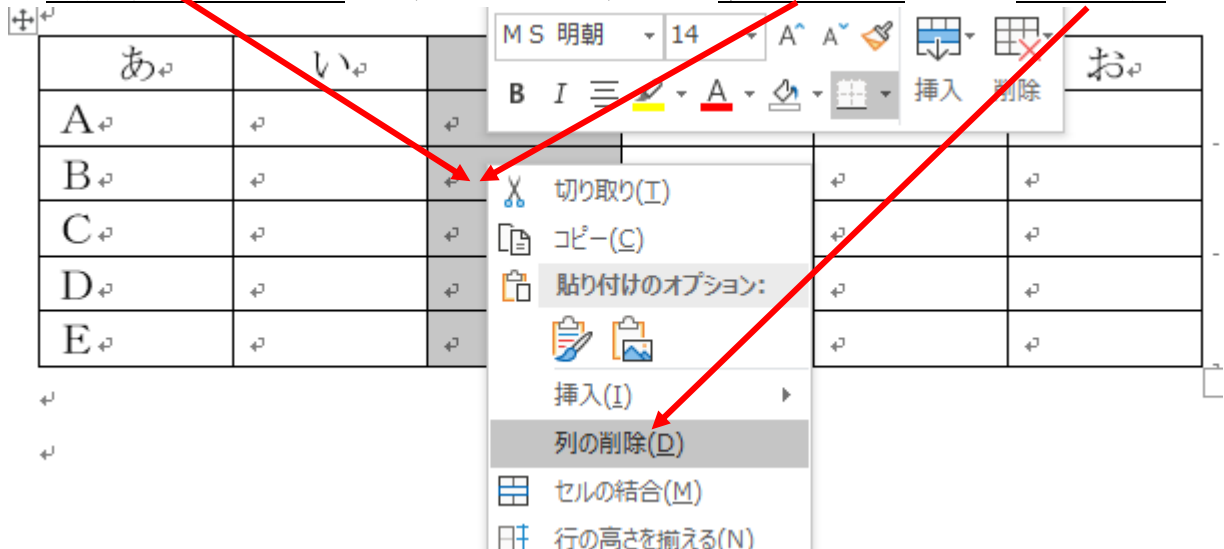 MS 明朝 14
B I A 挿入 削除
あ い お
A
B
C
D
E
切り取り(T)
コピー(C)
貼り付けのオプション:
挿入(I)
列の削除(D)
セルの結合(M)
行の高さを揃える(N)